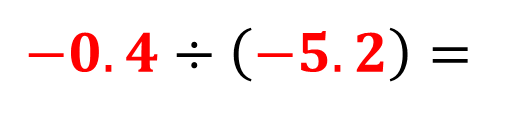 −0.4 ÷ (−5.2) =